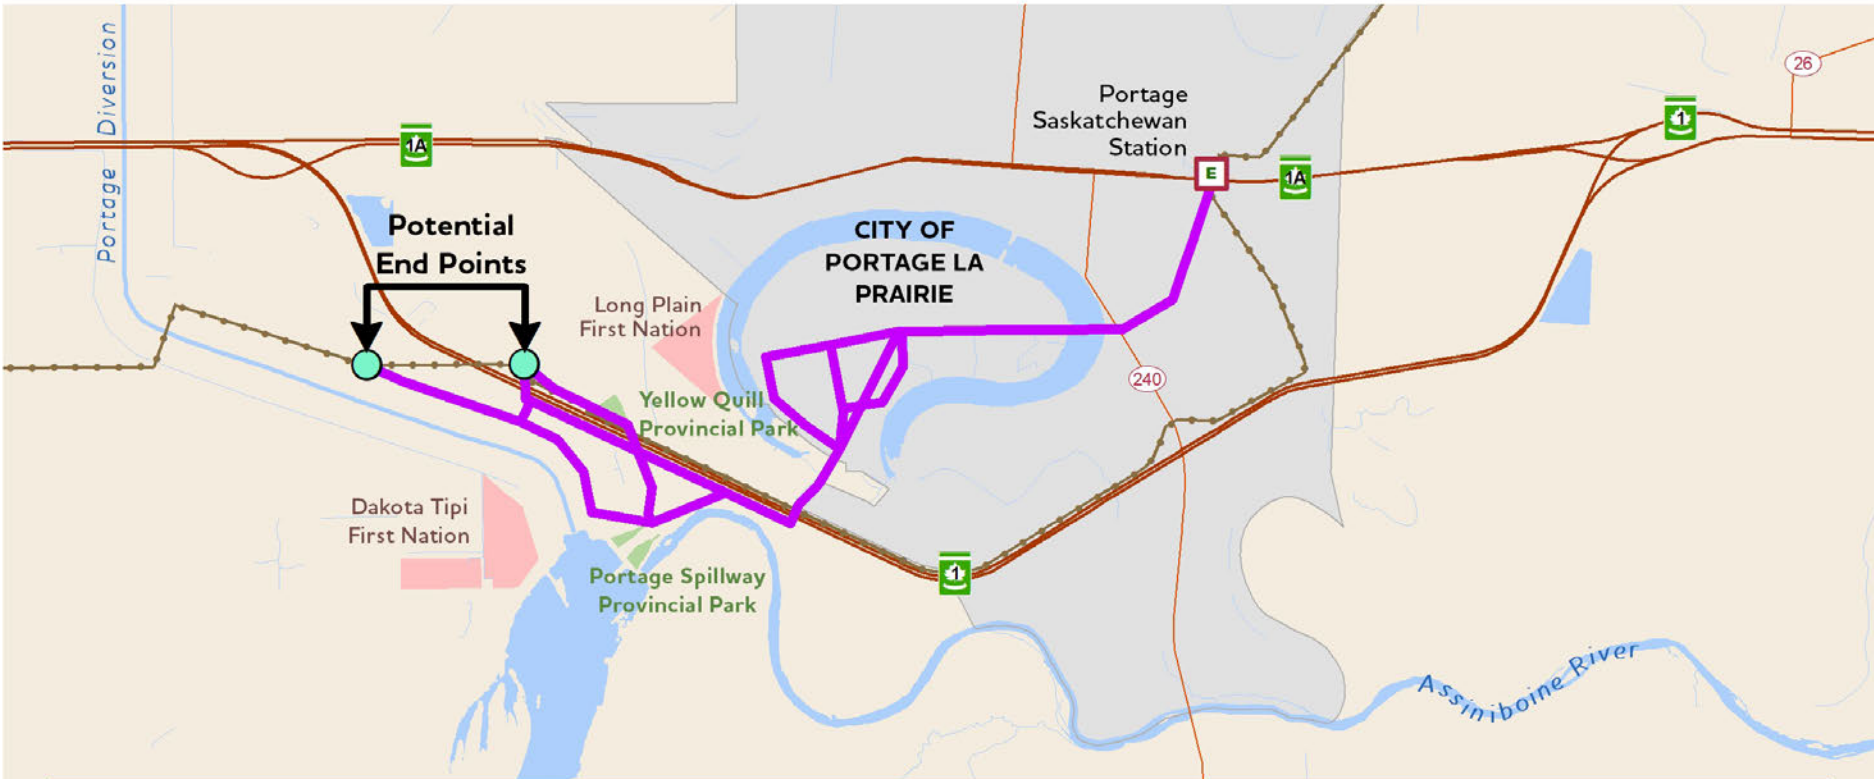 Portage Diversion
1A
Portage
Saskatchewan
Station
E
1A
1
26
Potential
End Points
CITY OF
PORTAGE LA
PRAIRIE
Long Plain
First Nation
240
Yellow Quill
Provincial Park
Dakota Tipi
First Nation
Portage Spillway
Provincial Park
1
Assiniboine River